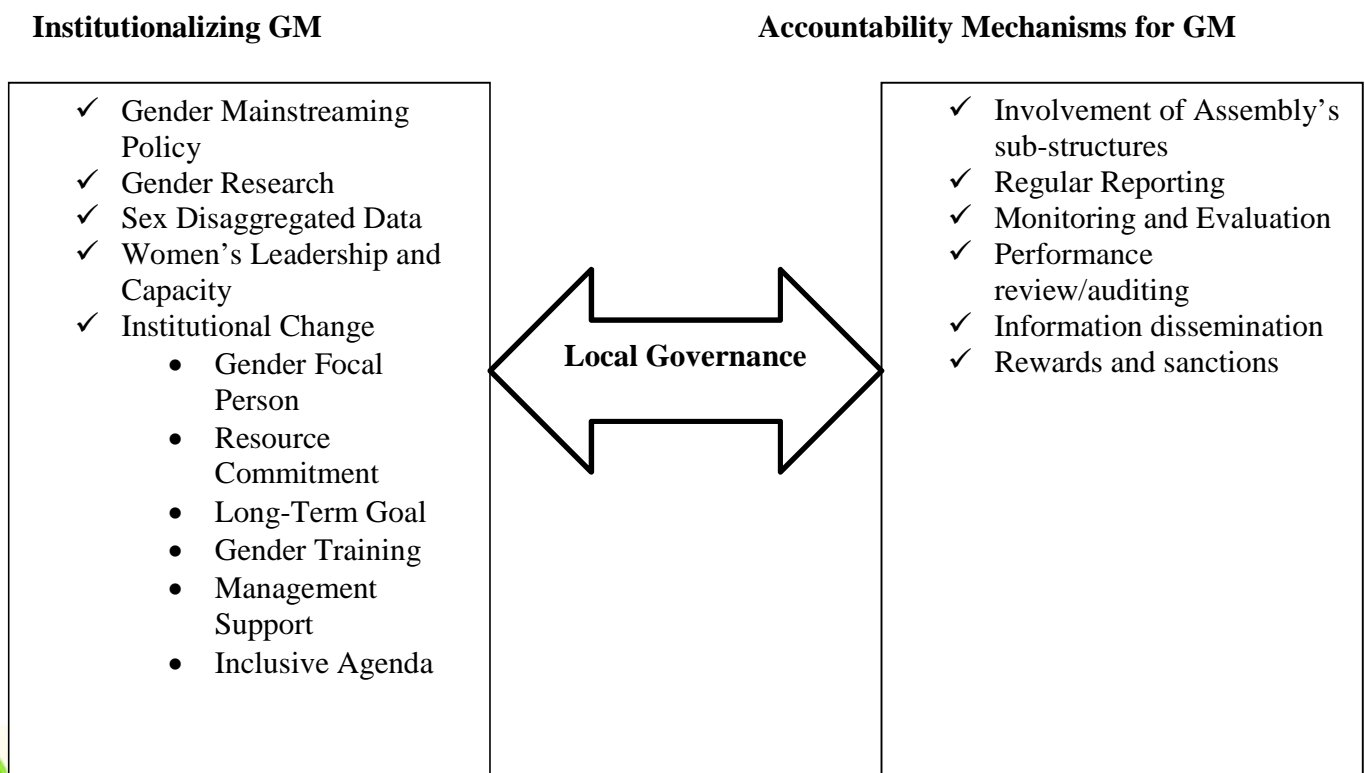 Institutionalizing GM
Accountability Mechanisms for GM
✓ Gender Mainstreaming
Policy
✓ Gender Research
✓ Sex Disaggregated Data
✓ Women’s Leadership and
Capacity
✓ Institutional Change
• Gender Focal
Person
• Resource
Commitment
• Long-Term Goal
• Gender Training
• Management
Support
• Inclusive Agenda
Local Governance
✓ Involvement of Assembly’s
sub-structures
✓ Regular Reporting
✓ Monitoring and Evaluation
✓ Performance
review/auditing
✓ Information dissemination
✓ Rewards and sanctions